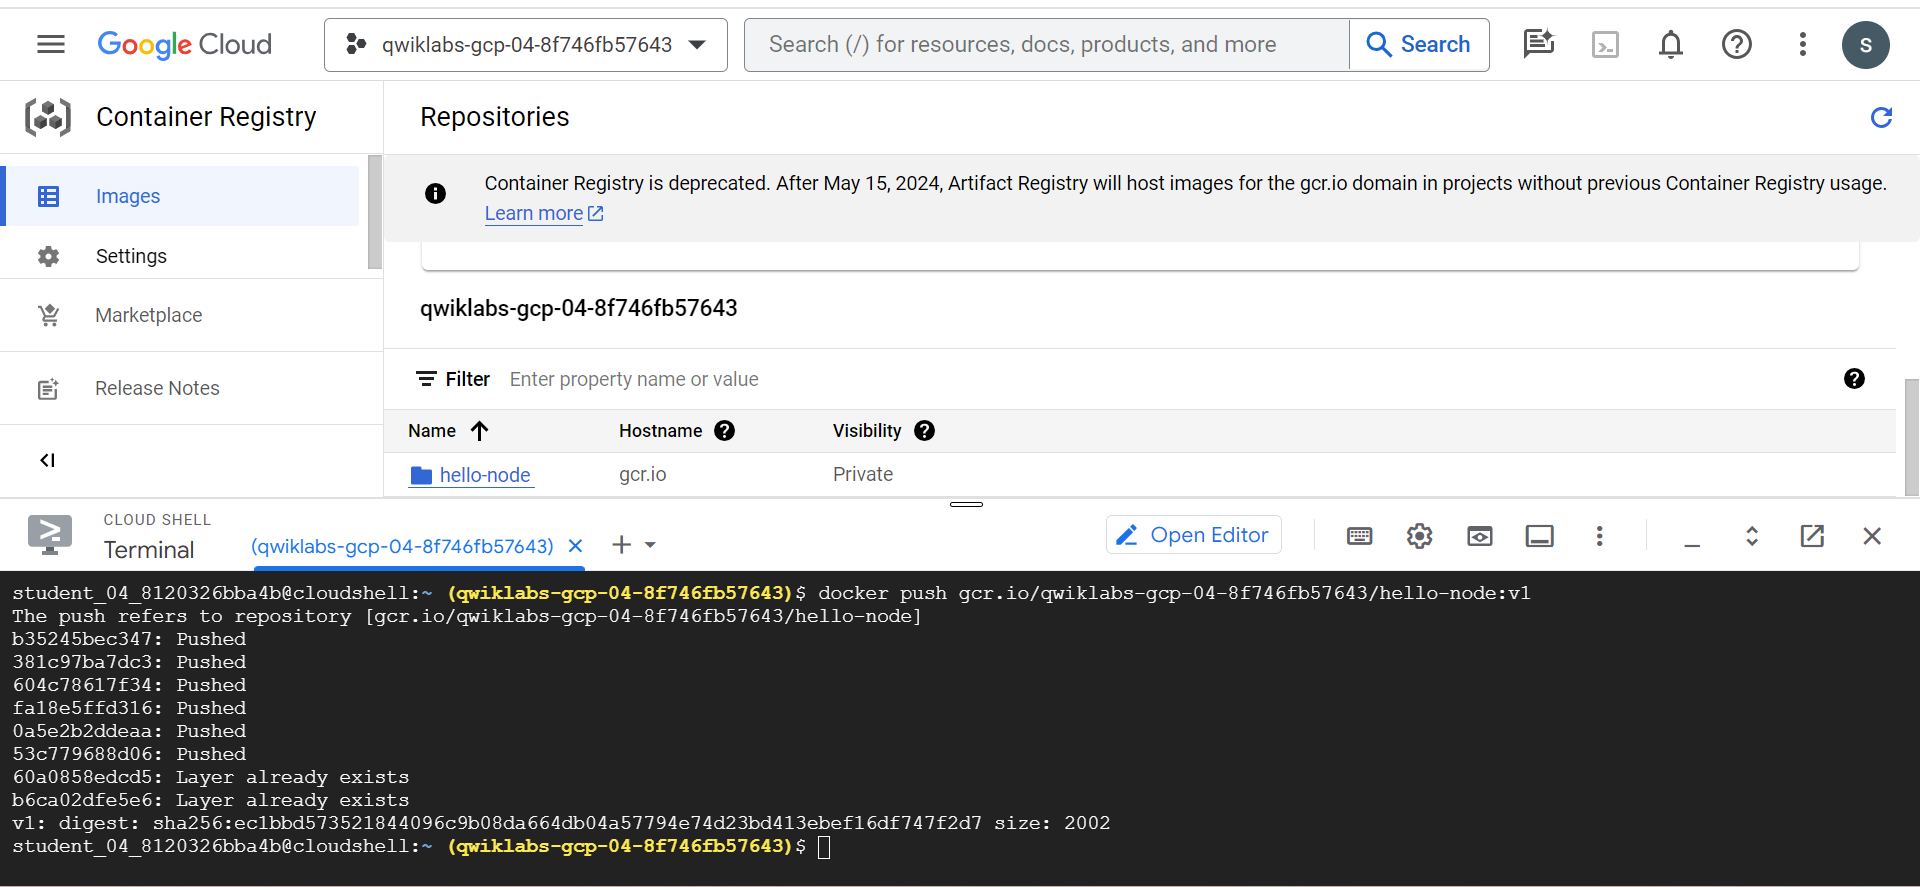 Google Cloud
qwiklabs-gcp-04-8f746fb57643
Search (/) for resources, docs, products, and more
Search
S
Container Registry
Repositories
Images
Settings
Marketplace
Release Notes
Container Registry is deprecated. After May 15, 2024, Artifact Registry will host images for the gcr.io domain in projects without previous Container Registry usage.
Learn more
qwiklabs-gcp-04-8f746fb57643
Filter Enter property name or value
Name Hostname Visibility
hello-node gcr.io Private
CLOUD SHELL
Terminal
(qwiklabs-gcp-04-8f746fb57643)
Open Editor
student_04_8120326bba4b@cloudshell:~ (qwiklabs-gcp-04-8f746fb57643)$ docker push gcr.io/qwiklabs-gcp-04-8f746fb57643/hello-node:v1
The push refers to repository [gcr.io/qwiklabs-gcp-04-8f746fb57643/hello-node]
b35245bec347: Pushed
381c97ba7dc3: Pushed
604c78617f34: Pushed
fa18e5ffd316: Pushed
0a5e2b2ddeaa: Pushed
53c779688d06: Pushed
60a0858edcd5: Layer already exists
b6ca02dfe5e6: Layer already exists
v1: digest: sha256:ec1bbd573521844096c9b08da664db04a57794e74d23bd413ebef16df747f2d7 size: 2002
student_04_8120326bba4b@cloudshell:~ (qwiklabs-gcp-04-8f746fb57643)$